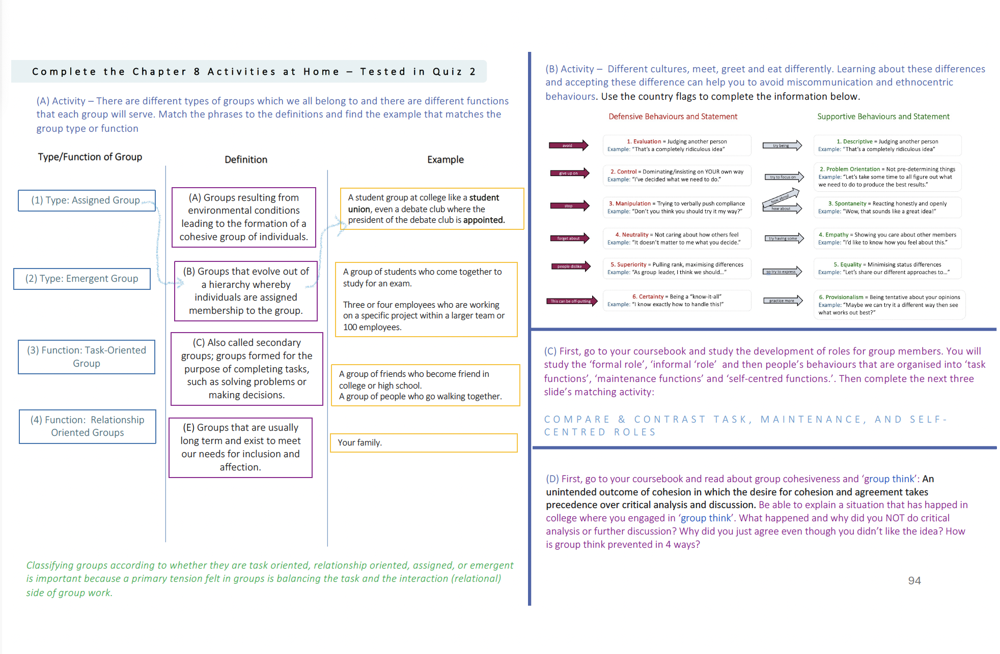 Complete the Chapter 8 Activities at Home – Tested in Quiz 2
(A) Activity – There are different types of groups which we all belong to and there are different functions
that each group will serve. Match the phrases to the definitions and find the example that matches the
group type or function
Type/Function of Group
Definition
Example
(1) Type: Assigned Group
(A) Groups resulting from
environmental conditions
leading to the formation of a
cohesive group of individuals.
A student group at college like a student
union, even a debate club where the
president of the debate club is appointed.
(2) Type: Emergent Group
(B) Groups that evolve out of
a hierarchy whereby
individuals are assigned
membership to the group.
A group of students who come together to
study for an exam.
Three or four employees who are working
on a specific project within a larger team or
100 employees.
(3) Function: Task-Oriented
Group
(C) Also called secondary
groups; groups formed for the
purpose of completing tasks,
such as solving problems or
making decisions.
A group of friends who become friend in
college or high school.
A group of people who go walking together.
(4) Function: Relationship
Oriented Groups
(E) Groups that are usually
long term and exist to meet
our needs for inclusion and
affection.
Your family.
Classifying groups according to whether they are task oriented, relationship oriented, assigned, or emergent
is important because a primary tension felt in groups is balancing the task and the interaction (relational)
side of group work.
(B) Activity – Different cultures, meet, greet and eat differently. Learning about these differences
and accepting these difference can help you to avoid miscommunication and ethnocentric
behaviours. Use the country flags to complete the information below.
Defensive Behaviours and Statement
Supportive Behaviours and Statement
avoid
1. Evaluation = Judging another person
Example: “That’s a completely ridiculous idea”
try being
1. Descriptive = Judging another person
Example: “That’s a completely ridiculous idea”
give up on
2. Control = Dominating/insisting on YOUR own way
Example: “I’ve decided what we need to do.”
try to focus on
2. Problem Orientation = Not pre-determining things
Example: “Let’s take some time to all figure out what
we need to do to produce the best results.”
stop
3. Manipulation = Trying to verbally push compliance
Example: “Don’t you think you should try it my way?”
how about
how about
3. Spontaneity = Reacting honestly and openly
Example: “Wow, that sounds like a great idea!”
forget about
4. Neutrality = Not caring about how others feel
Example: “It doesn’t matter to me what you decide.”
try having some
4. Empathy = Showing you care about other members
Example: “I’d like to know how you feel about this.”
people dislike
5. Superiority = Pulling rank, maximising differences
Example: “As group leader, I think we should...”
so try to express
5. Equality = Minimising status differences
Example: “Let’s share our different approaches to...”
This can be off-putting
6. Certainty = Being a “know-it-all”
Example: “I know exactly how to handle this!”
practice more
6. Provisionalism = Being tentative about your opinions
Example: “Maybe we can try it a different way then see
what works out best?”
(C) First, go to your coursebook and study the development of roles for group members. You will
study the ‘formal role’, ‘informal ‘role’ and then people’s behaviours that are organised into ‘task
functions’, ‘maintenance functions’ and ‘self-centred functions.’. Then complete the next three
slide’s matching activity:
COMPARE & CONTRAST TASK, MAINTENANCE, AND SELF-
CENTRED ROLES
(D) First, go to your coursebook and read about group cohesiveness and ‘group think’: An
unintended outcome of cohesion in which the desire for cohesion and agreement takes
precedence over critical analysis and discussion. Be able to explain a situation that has happed in
college where you engaged in ‘group think’. What happened and why did you NOT do critical
analysis or further discussion? Why did you just agree even though you didn’t like the idea? How
is group think prevented in 4 ways?
94